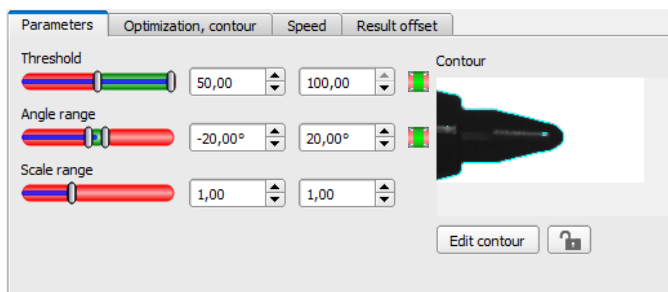 Parameters Optimization, contour Speed Result offset
Threshold
50,00 100,00
Contour
Angle range
-20,00° 20,00°
Scale range
1,00 1,00
Edit contour